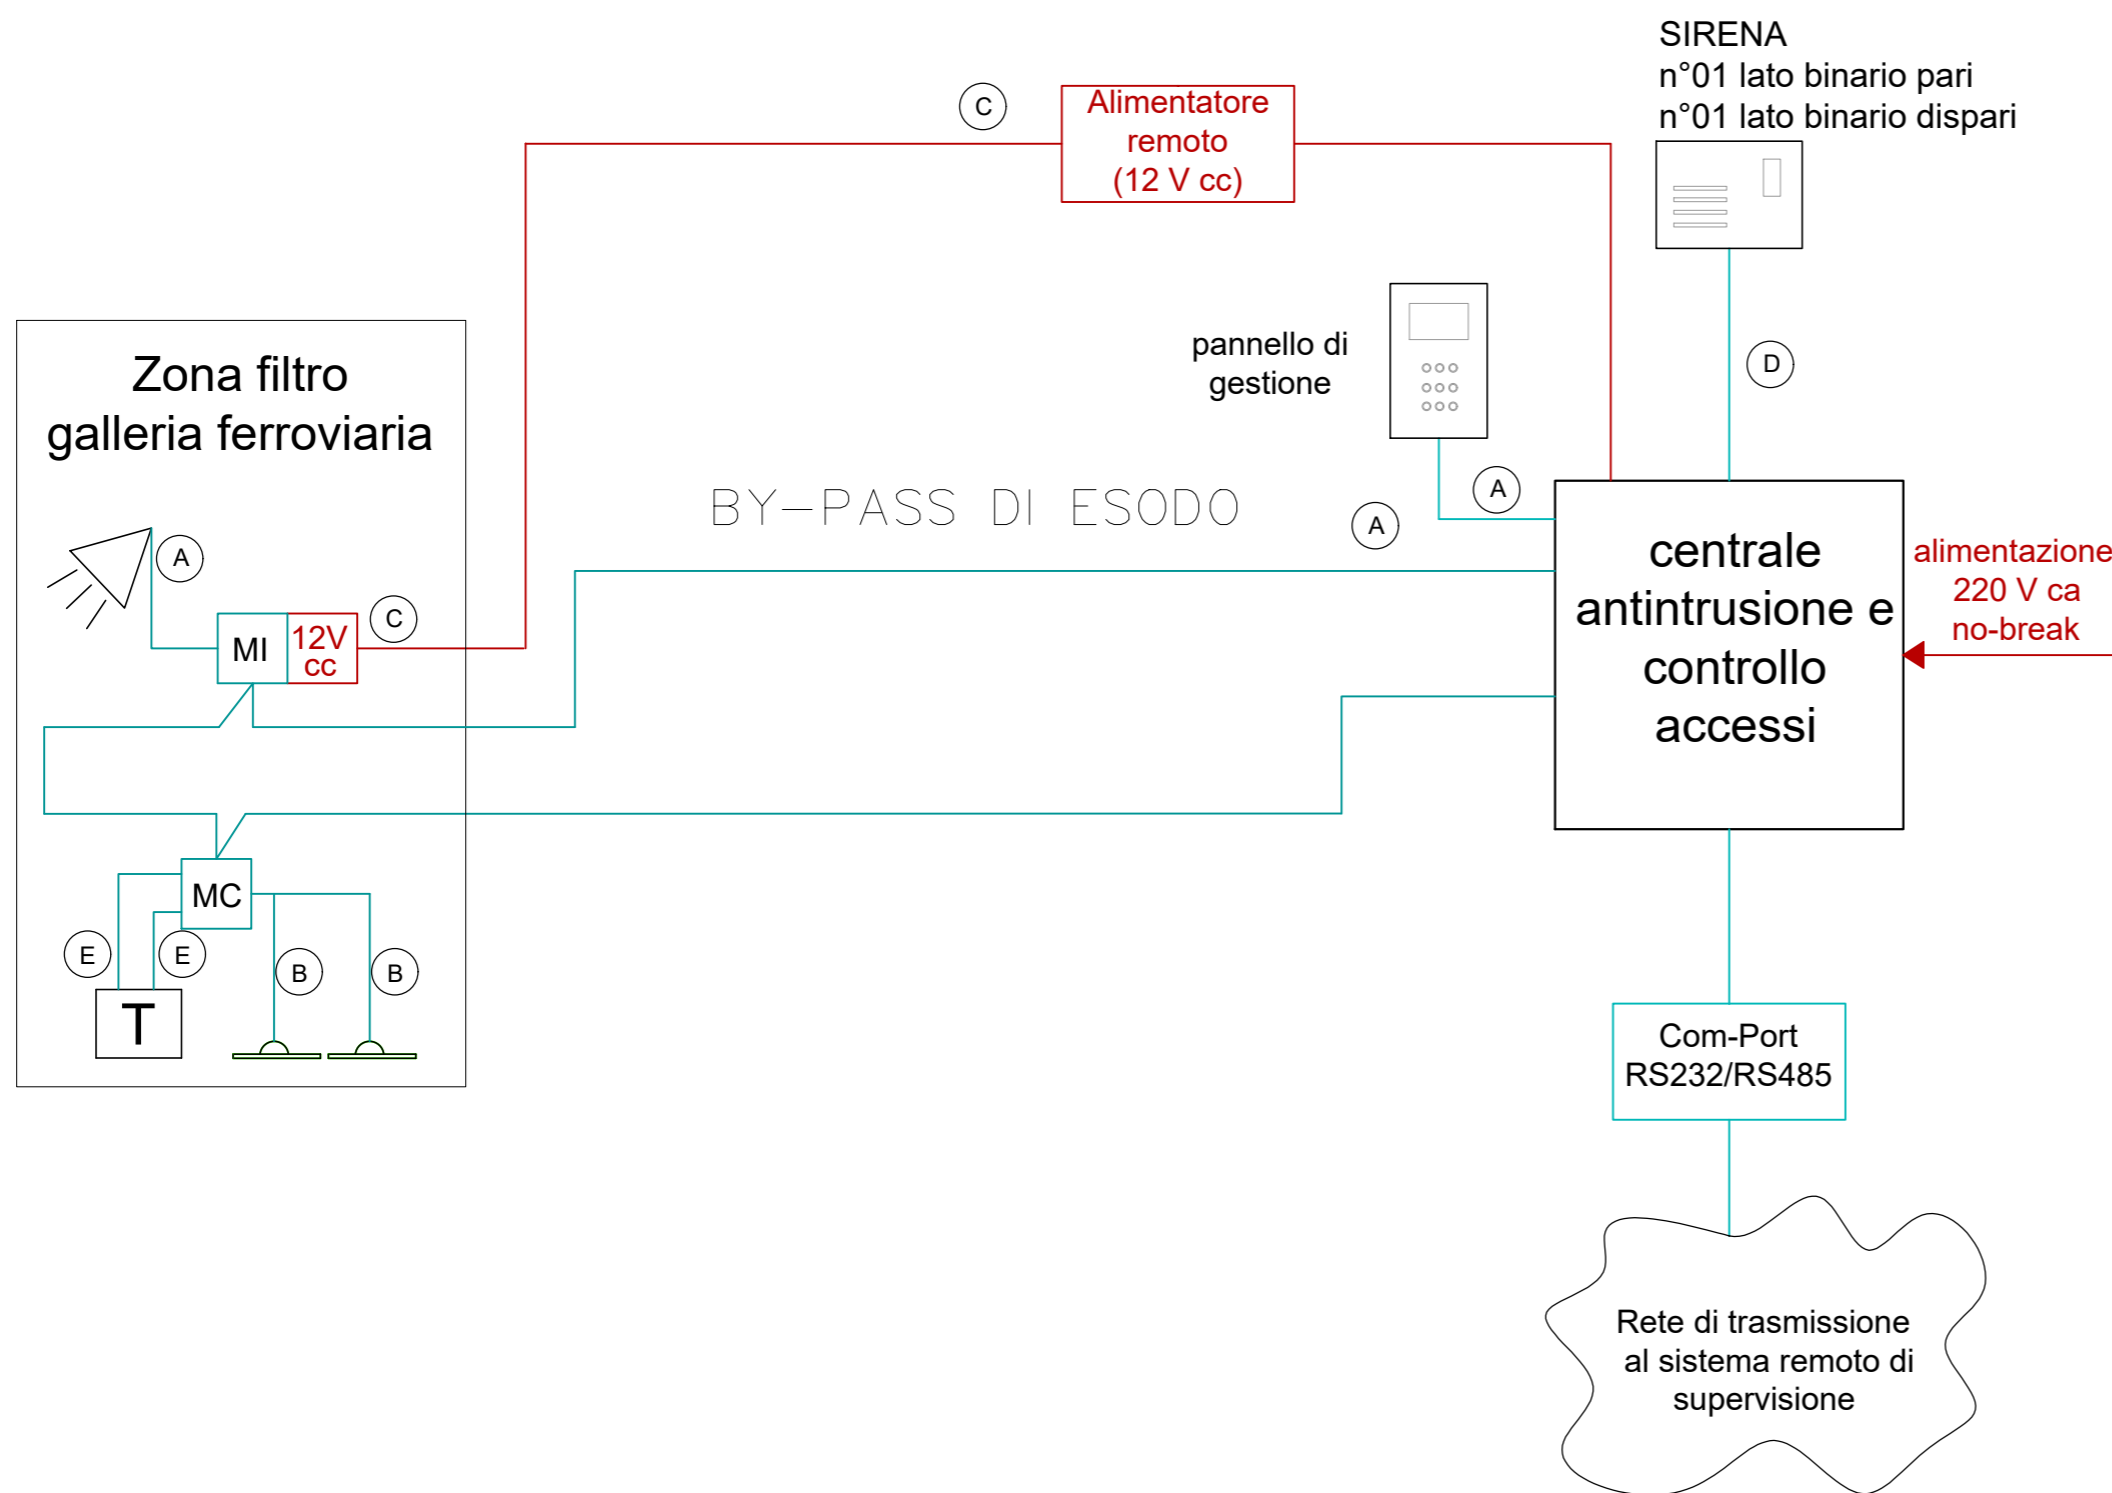 SIRENA
n°01 lato binario pari
n°01 lato binario dispari
C
Alimentatore
remoto
(12 V cc)
pannello di
gestione
D
Zona filtro
galleria ferroviaria
BY-PASS DI ESODO
A
A
A
centrale
antintrusione e
controllo
accessi
alimentazione
220 V ca
no-break
MI
12V
cc
C
MC
E
E
B
B
T
Com-Port
RS232/RS485
Rete di trasmissione
al sistema remoto di
supervisione